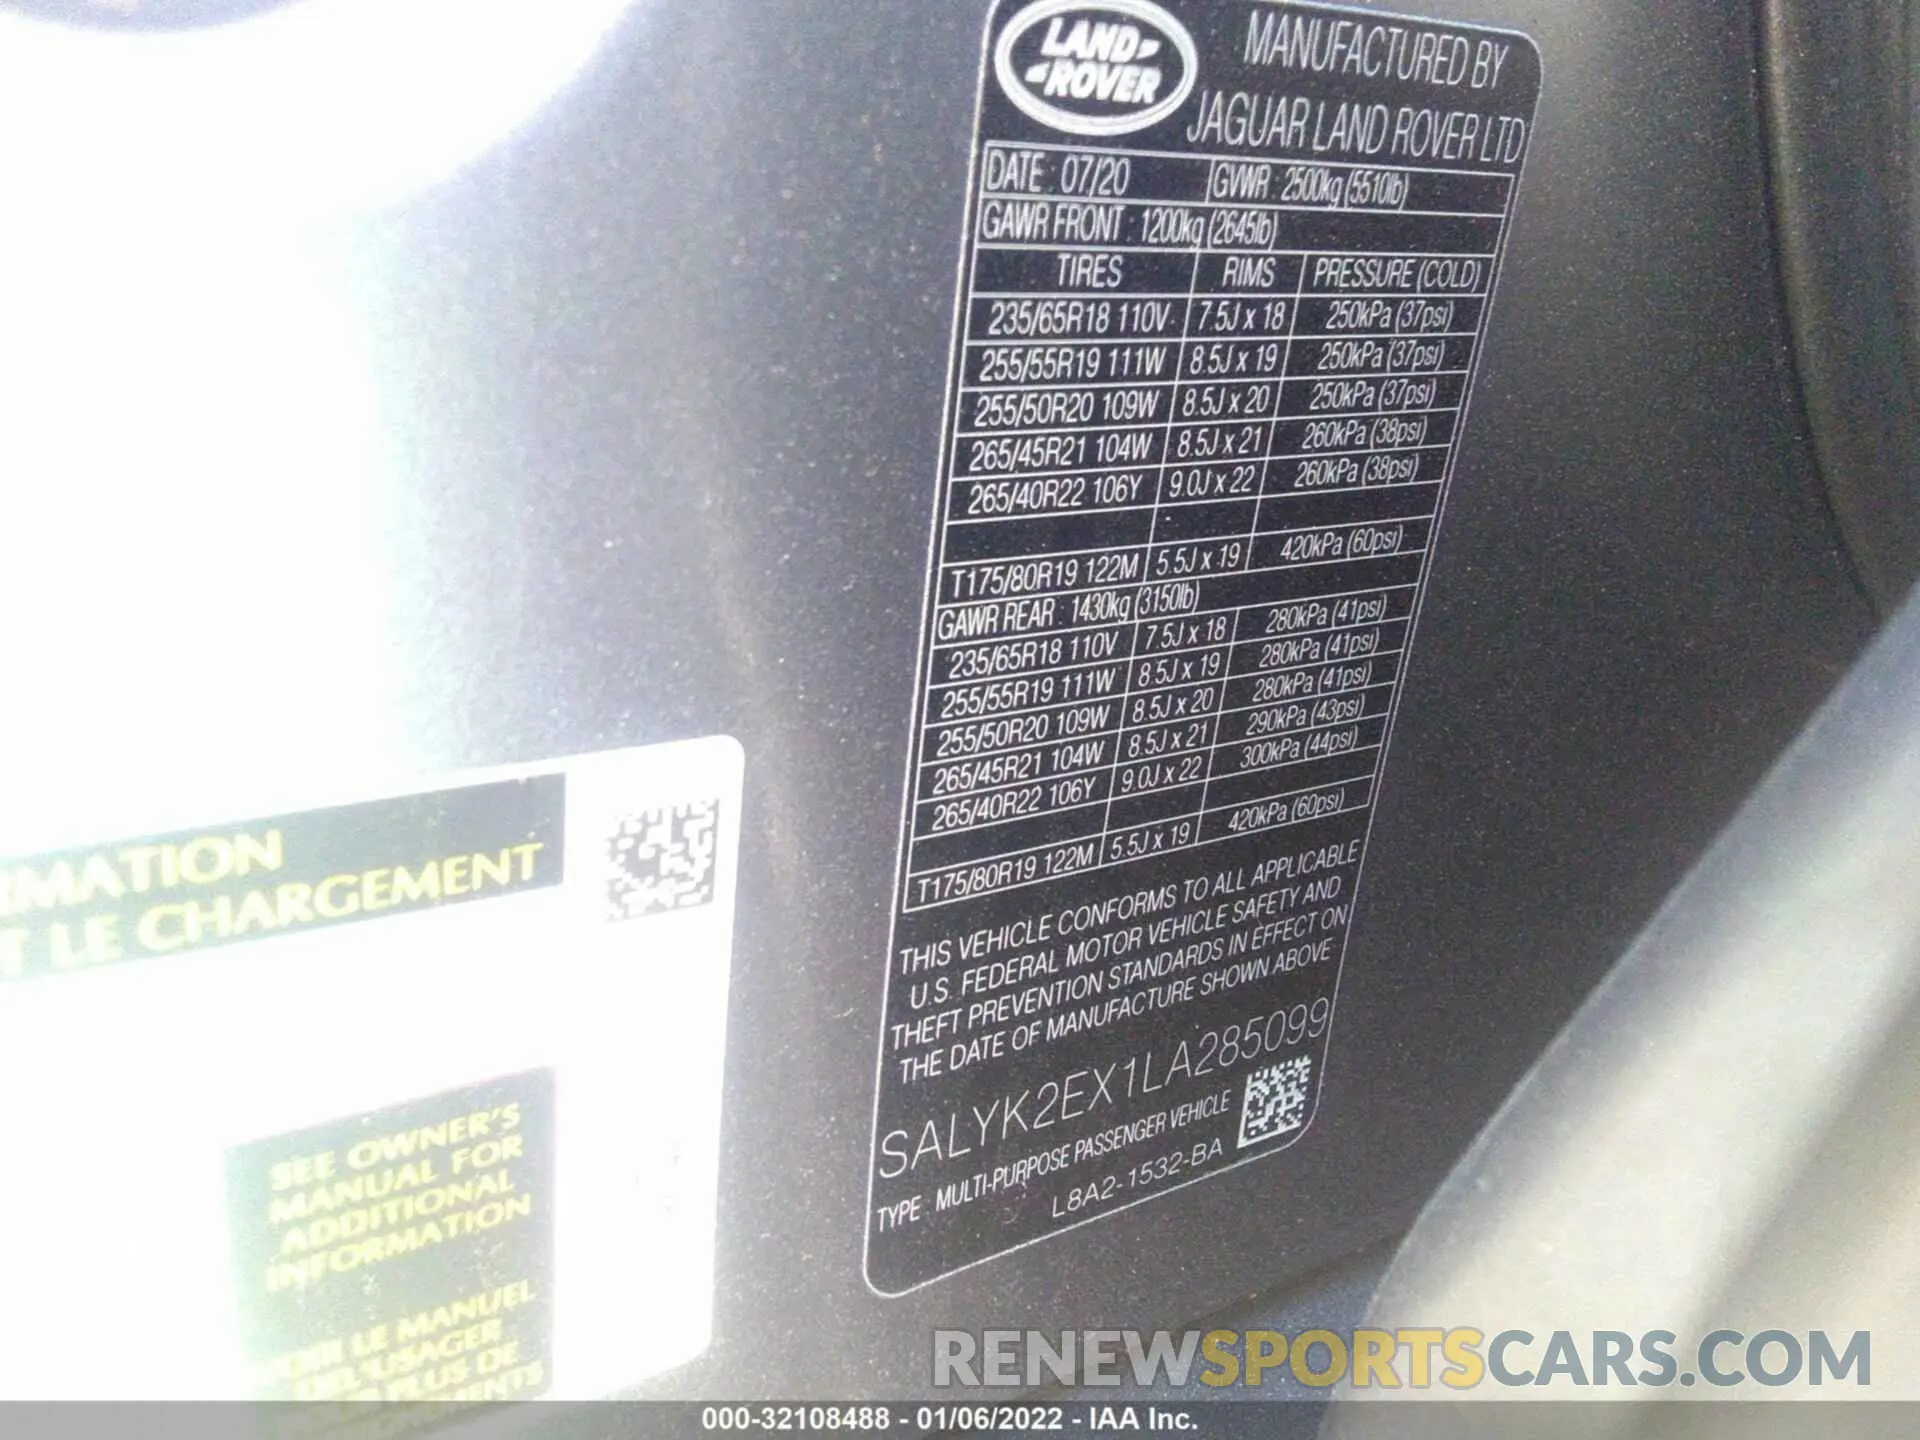 LAND
ROVER
MANUFACTURED BY
JAGUAR LAND ROVER LTD
DATE : 07/20 GVWR : 2500kg (5510lb)
GAWR FRONT : 1200kg (2645lb)
TIRES RIMS PRESSURE (COLD)
235/65R18 110V 7.5J x 18 250kPa (37psi)
255/55R19 111W 8.5J x 19 250kPa (37psi)
255/50R20 109W 8.5J x 20 250kPa (37psi)
265/45R21 104W 8.5J x 21 260kPa (38psi)
265/40R22 106Y 9.0J x 22 260kPa (38psi)
-
T175/80R19 122M 5.5J x 19 420kPa (60psi)
GAWR REAR : 1430kg (3150lb)
235/65R18 110V 7.5J x 18 280kPa (41psi)
255/55R19 111W 8.5J x 19 280kPa (41psi)
255/50R20 109W 8.5J x 20 280kPa (41psi)
265/45R21 104W 8.5J x 21 290kPa (43psi)
265/40R22 106Y 9.0J x 22 300kPa (44psi)
T175/80R19 122M 5.5J x 19 420kPa (60psi)
THIS VEHICLE CONFORMS TO ALL APPLICABLE
U.S. FEDERAL MOTOR VEHICLE SAFETY AND
THEFT PREVENTION STANDARDS IN EFFECT ON
THE DATE OF MANUFACTURE SHOWN ABOVE
SALYK2EX1LA285099
TYPE : MULTI-PURPOSE PASSENGER VEHICLE
L8A2-1532-BA
RMATION
T LE CHARGEMENT
SEE OWNER'S
MANUAL FOR
ADDITIONAL
INFORMATION
LE MANUEL
DE L'USAGER
PLUS DE
RENEWSPORTSCARS.COM
000-32108488 - 01/06/2022 - IAA Inc.